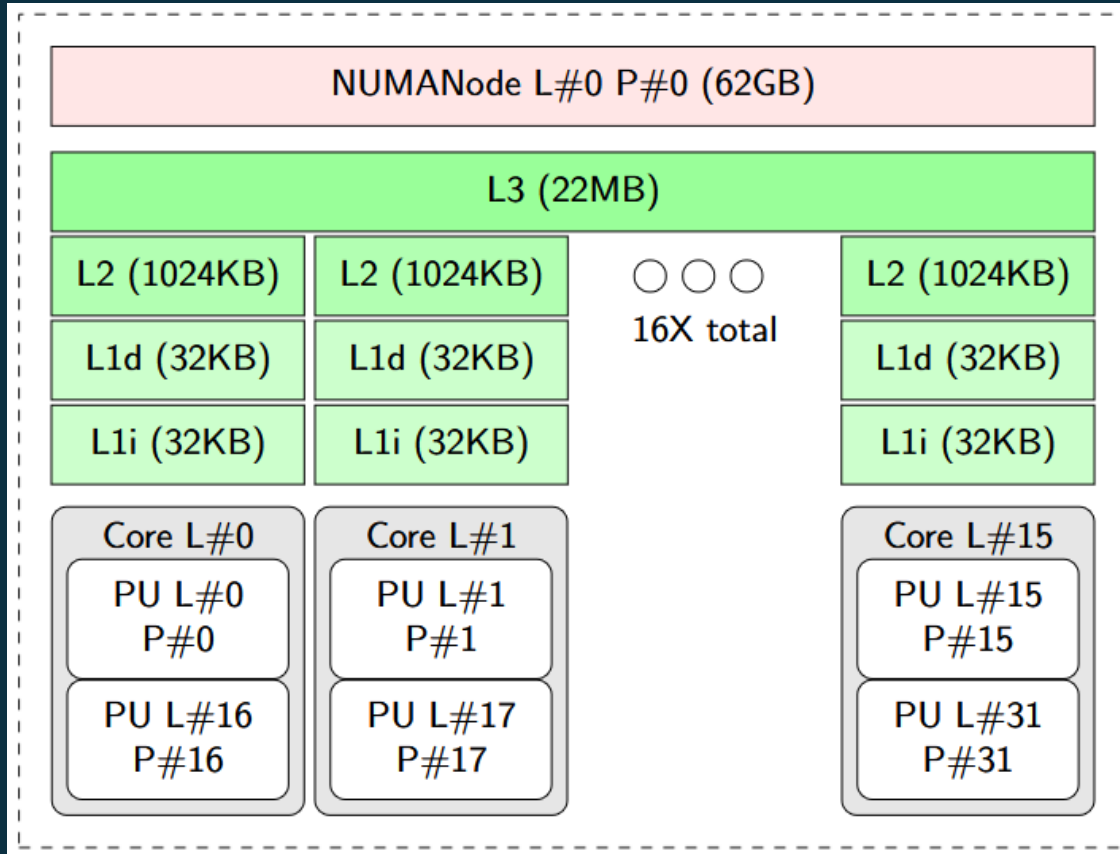 NUMANode L#0 P#0 (62GB)
L3 (22MB)
L2 (1024KB)
L2 (1024KB)
L2 (1024KB)
16X total
L1d (32KB)
L1d (32KB)
L1d (32KB)
L1i (32KB)
L1i (32KB)
L1i (32KB)
Core L#0
PU L#0
P#0
PU L#16
P#16
Core L#1
PU L#1
P#1
PU L#17
P#17
Core L#15
PU L#15
P#15
PU L#31
P#31